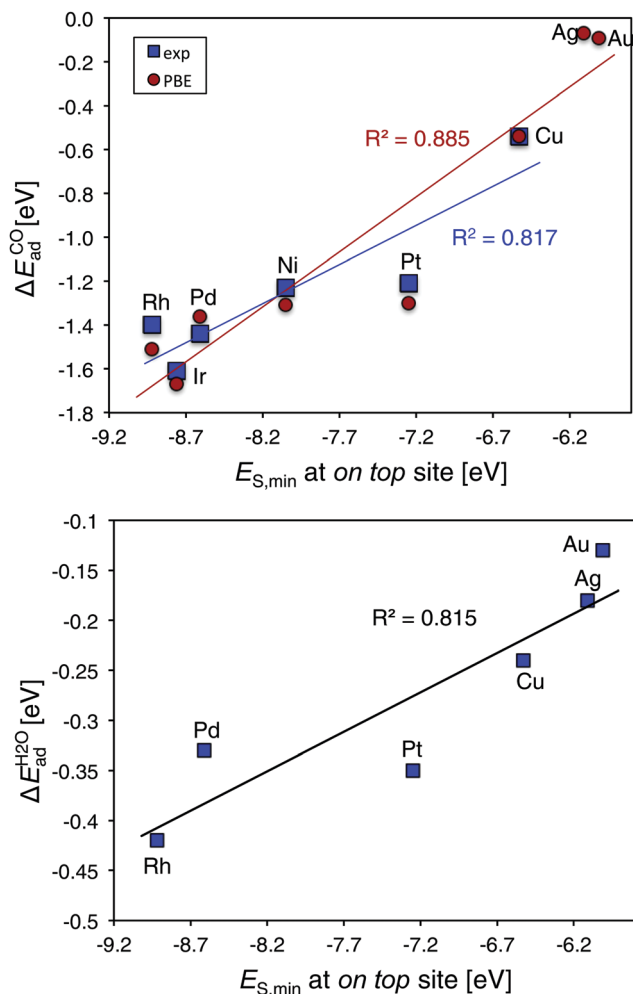 0.0
-0.2
-0.4
-0.6
-0.8
-1.0
-1.2
-1.4
-1.6
-1.8
ΔE_ad^CO [eV]
exp
PBE
Ag
Au
R² = 0.885
Cu
R² = 0.817
Ni
Pt
Rh
Pd
Ir
-9.2 -8.7 -8.2 -7.7 -7.2 -6.7 -6.2
E_S,min at on top site [eV]
-0.1
-0.15
-0.2
-0.25
-0.3
-0.35
-0.4
-0.45
-0.5
ΔE_ad^H2O [eV]
Au
Ag
R² = 0.815
Cu
Pd
Pt
Rh
-9.2 -8.7 -8.2 -7.7 -7.2 -6.7 -6.2
E_S,min at on top site [eV]